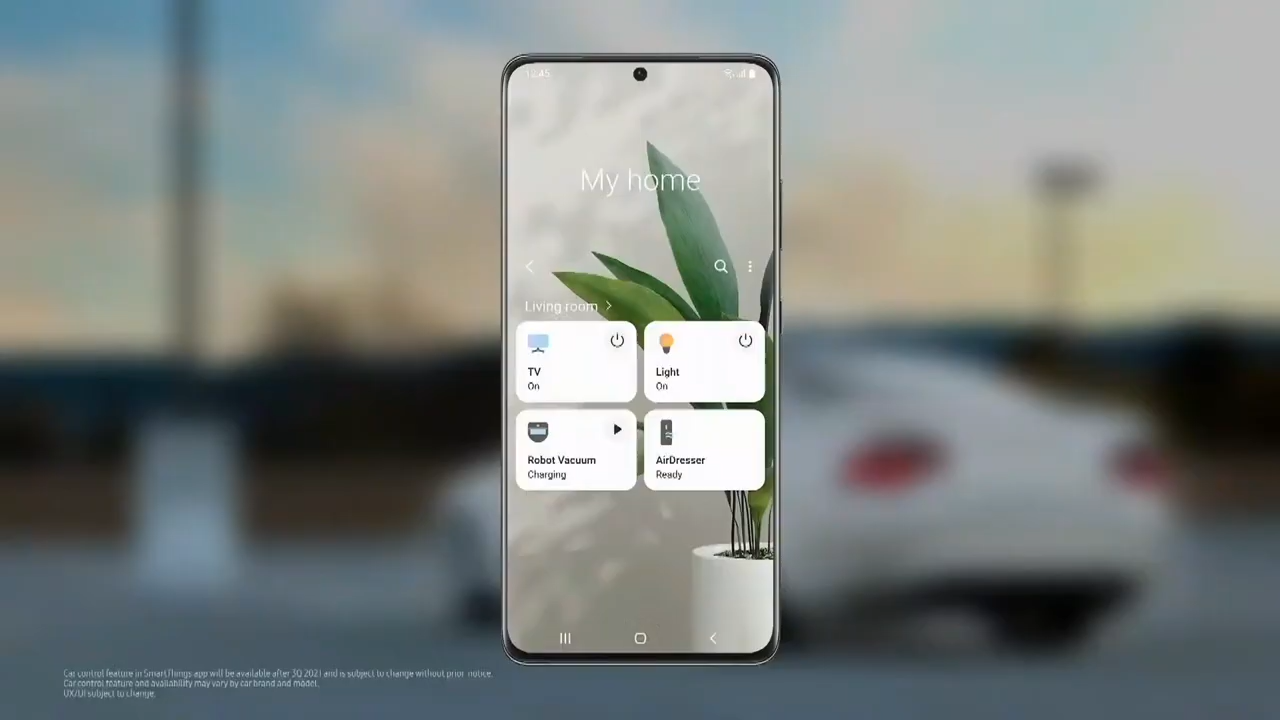 12:45
My home
Living room
TV
On
Light
On
Robot Vacuum
Charging
AirDresser
Ready
Car control feature in SmartThings app will be available after 3Q 2021 and is subject to change without prior notice.
Car control feature and availability may vary by car brand and model.
UX/UI subject to change.